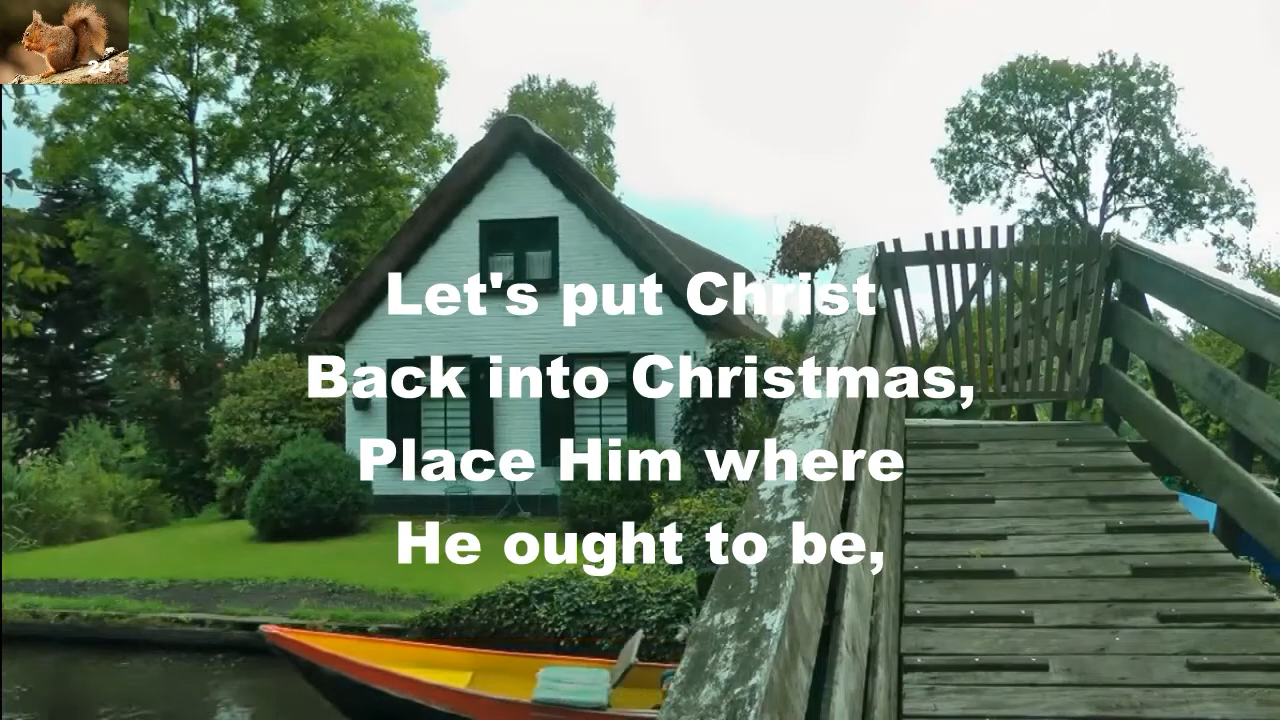 24
Let's put Christ
Back into Christmas,
Place Him where
He ought to be,